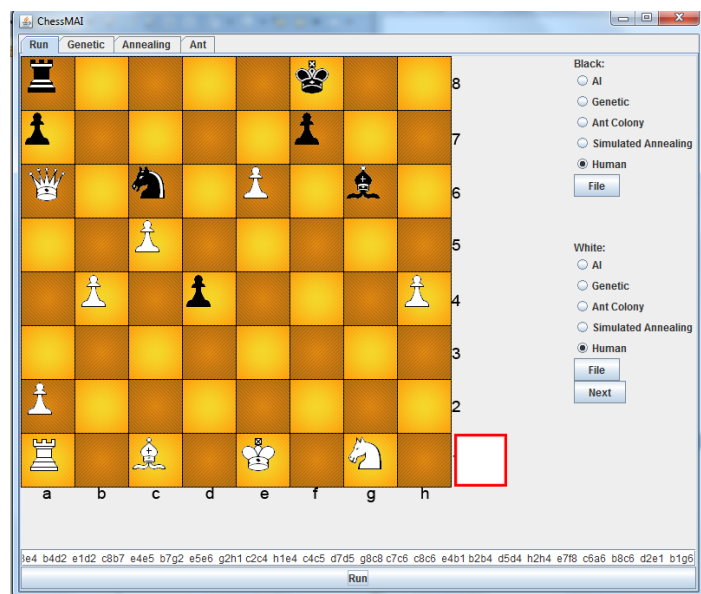 ChessMAI
Run Genetic Annealing Ant
Black:
AI
Genetic
Ant Colony
Simulated Annealing
Human
File
White:
AI
Genetic
Ant Colony
Simulated Annealing
Human
File
Next
8
7
6
5
4
3
2
a b c d e f g h
b4d2 e1d2 c8b7 e4e5 b7g2 e5e6 g2h1 c2c4 h1e4 c4c5 d7d5 g8c8 c7c6 c8c6 e4b1 b2b4 d5d4 h2h4 e7f8 c6a6 b8c6 d2e1 b1g6
Run